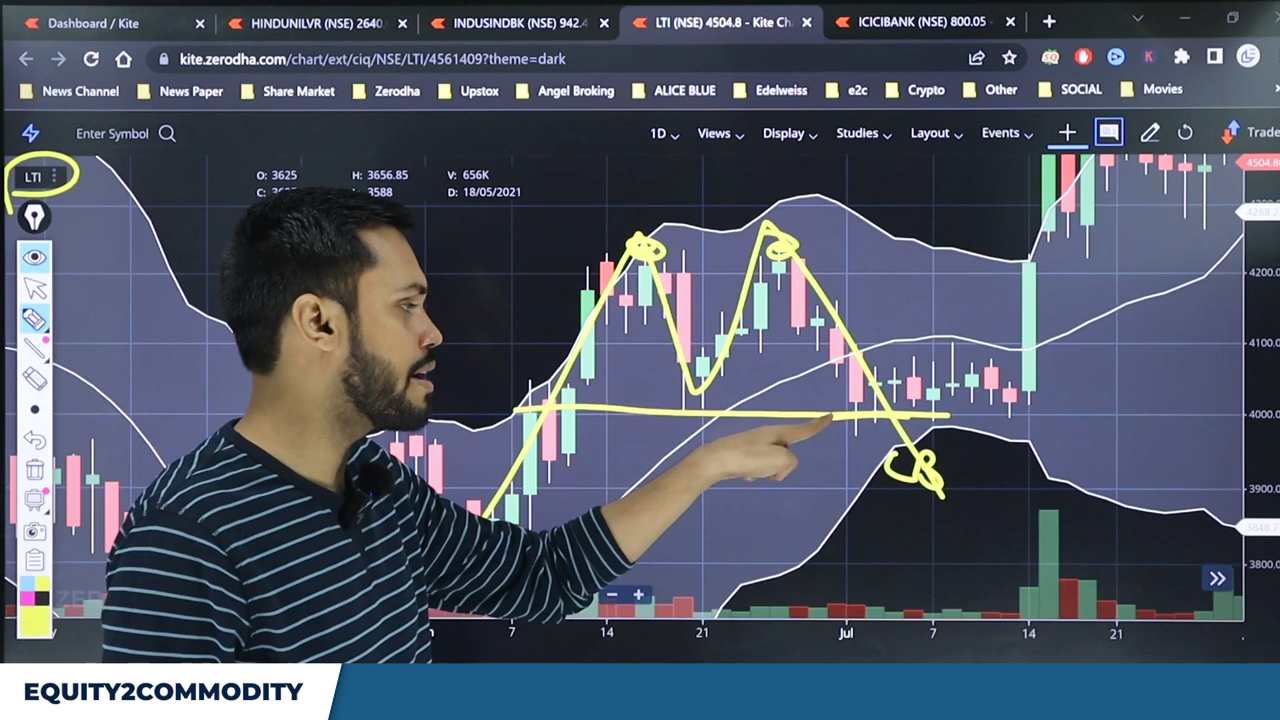 Dashboard / Kite
HINDUNILVR (NSE) 2640
INDUSINDBK (NSE) 942.
LTI (NSE) 4504.8 - Kite Ch
ICICIBANK (NSE) 800.05
kite.zerodha.com/chart/ext/ciq/NSE/LTI/4561409?theme=dark
News Channel News Paper Share Market Zerodha Upstox Angel Broking ALICE BLUE Edelweiss e2c Crypto Other SOCIAL Movies
Enter Symbol 1D Views Display Studies Layout Events Trade
LTI
O: 3625 H: 3656.85 V: 656K
C: 3588 D: 18/05/2021
4504.8
4288.2
4200.
4100.0
4000.0
3900.0
3848.7
3800.0
7 14 21 Jul 7 14 21
EQUITY2COMMODITY